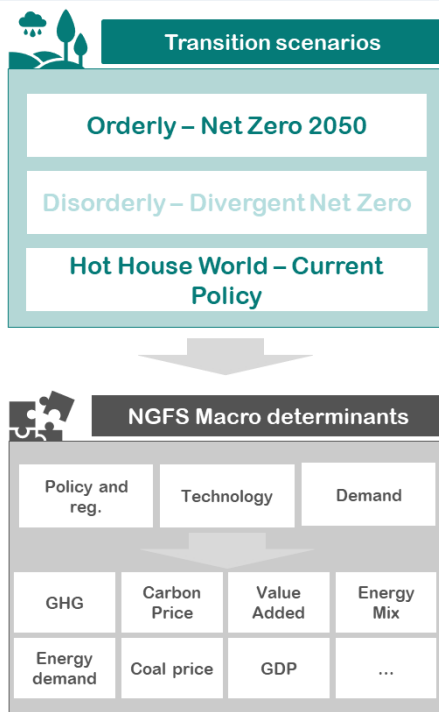 Transition scenarios
Orderly – Net Zero 2050
Disorderly – Divergent Net Zero
Hot House World – Current
Policy
NGFS Macro determinants
Policy and
reg.
Technology
Demand
GHG
Carbon
Price
Value
Added
Energy
Mix
Energy
demand
Coal price
GDP
...